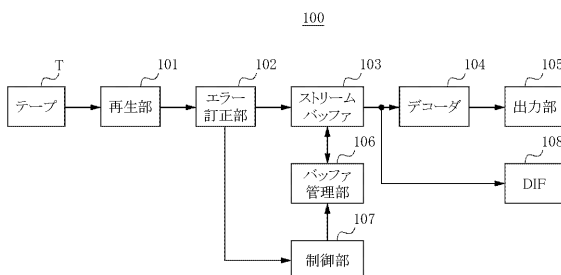 100
T
101
102
103
104
105
テープ
再生部
エラー
訂正部
ストリーム
バッファ
デコーダ
出力部
106
108
バッファ
管理部
DIF
107
制御部